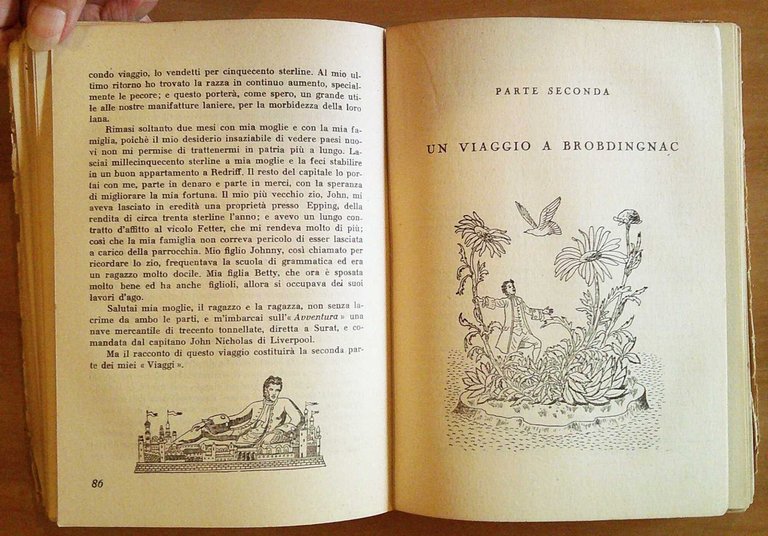 condo viaggio, lo vendetti per cinquecento sterline. Al mio ul-
timo ritorno ho trovato la razza in continuo aumento, special-
mente le pecore; e questo porterà, come spero, un grande uti-
le alle nostre manifatture laniere, per la morbidezza della loro
lana.
Rimasi soltanto due mesi con mia moglie e con la mia fa-
miglia, poichè il mio desiderio insaziabile di vedere paesi nuo-
vi non mi permise di trattenermi in patria più a lungo. La-
sciai millecinquecento sterline a mia moglie e la feci stabilire
in un buon appartamento a Redriff. Il resto del capitale lo por-
tai con me, parte in denaro e parte in merci, con la speranza
di migliorare la mia fortuna. Il mio più vecchio zio, John, mi
aveva lasciato in eredità una proprietà presso Epping, della
rendita di circa trenta sterline l'anno; e avevo un lungo con-
tratto d'affitto al vicolo Fetter, che mi rendeva molto di più;
così che la mia famiglia non correva pericolo di esser lasciata
a carico della parrocchia. Mio figlio Johnny, così chiamato per
ricordare lo zio, frequentava la scuola di grammatica ed era
un ragazzo molto docile. Mia figlia Betty, che ora è sposata
molto bene ed ha anche figlioli, allora si occupava dei suoi
lavori d'ago.
Salutai mia moglie, il ragazzo e la ragazza, non senza la-
crime da ambo le parti, e m'imbarcai sull'« Avventura » una
nave mercantile di trecento tonnellate, diretta a Surat, e co-
mandata dal capitano John Nicholas di Liverpool.
Ma il racconto di questo viaggio costituirà la seconda par-
te dei miei « Viaggi ».
86
PARTE SECONDA
UN VIAGGIO A BROBDINGNAC